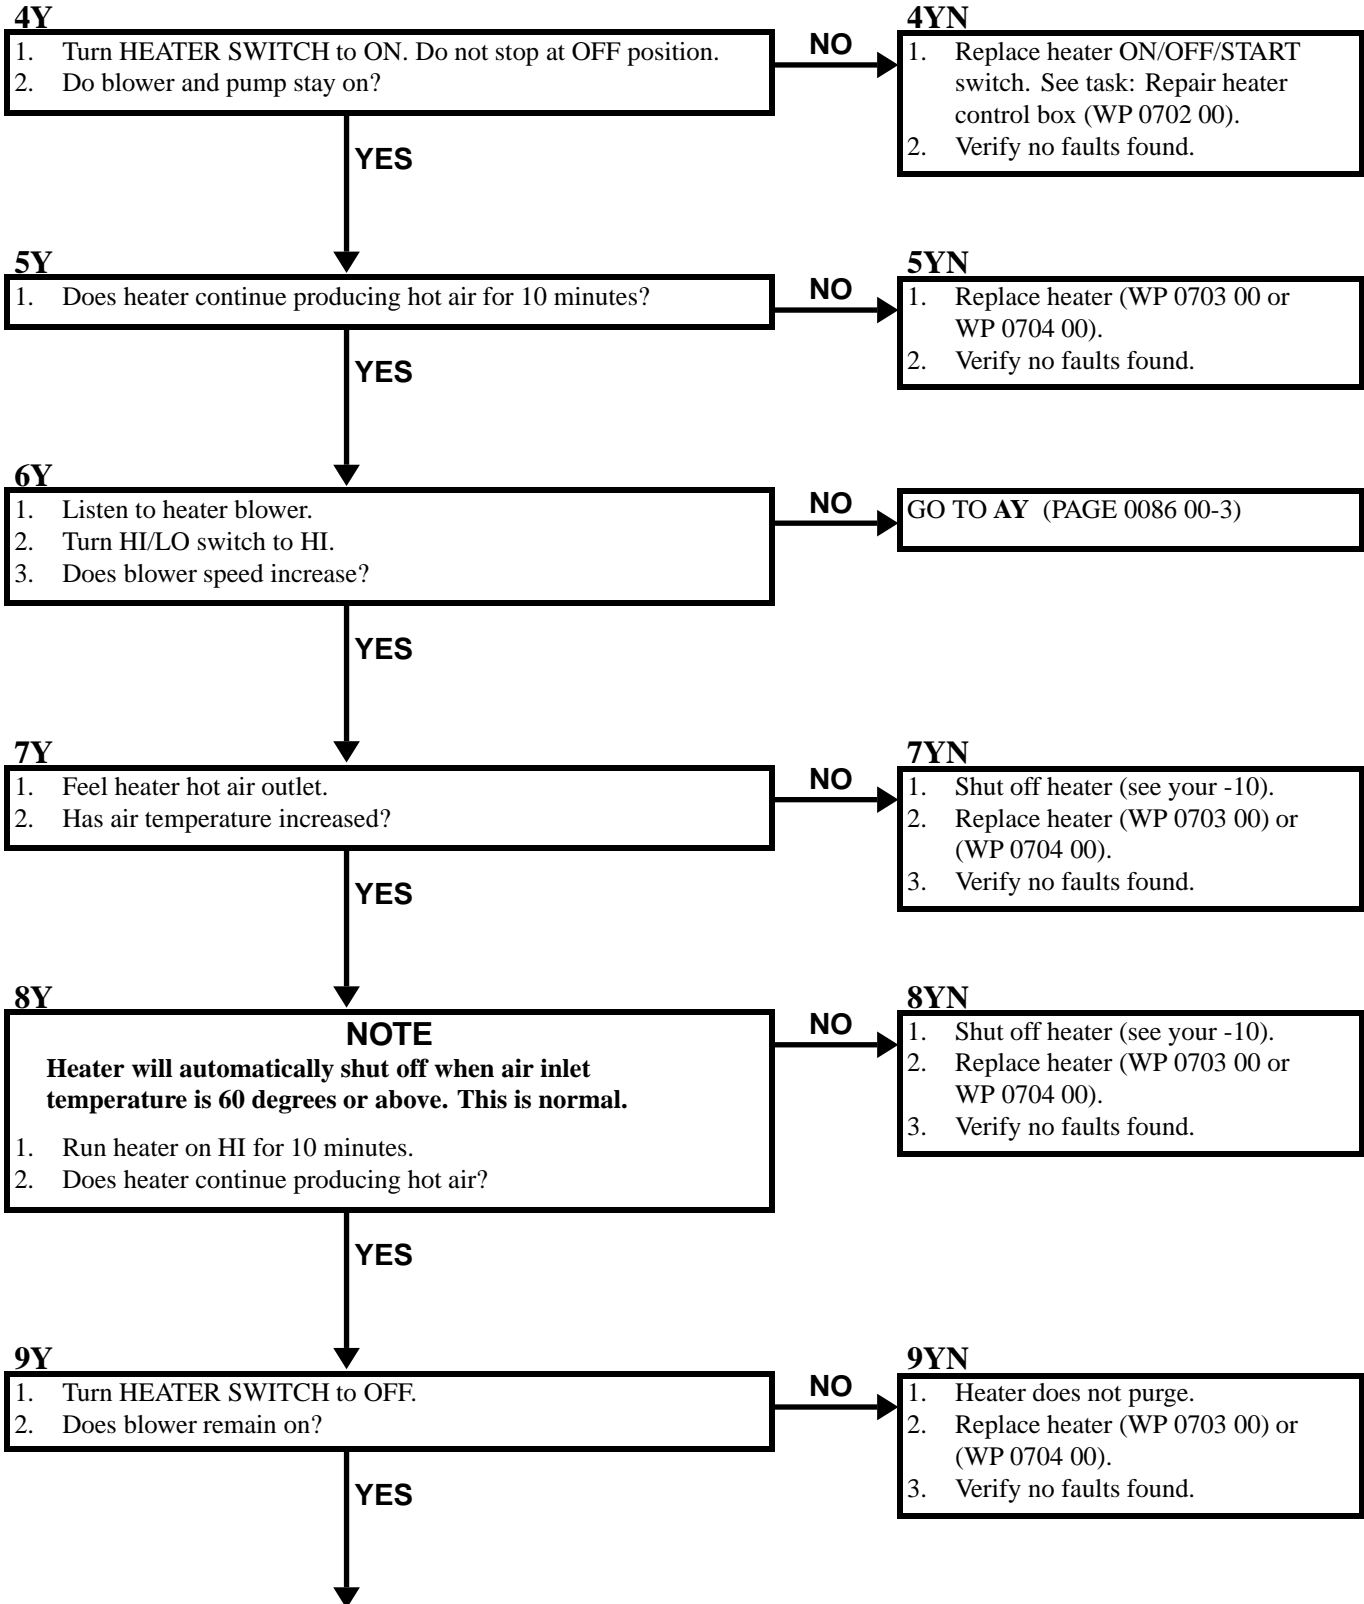 4Y
1. Turn HEATER SWITCH to ON. Do not stop at OFF position.
2. Do blower and pump stay on?
NO
4YN
1. Replace heater ON/OFF/START
switch. See task: Repair heater
control box (WP 0702 00).
2. Verify no faults found.
YES
5Y
1. Does heater continue producing hot air for 10 minutes?
NO
5YN
1. Replace heater (WP 0703 00 or
WP 0704 00).
2. Verify no faults found.
YES
6Y
1. Listen to heater blower.
2. Turn HI/LO switch to HI.
3. Does blower speed increase?
NO
GO TO AY (PAGE 0086 00-3)
YES
7Y
1. Feel heater hot air outlet.
2. Has air temperature increased?
NO
7YN
1. Shut off heater (see your -10).
2. Replace heater (WP 0703 00) or
(WP 0704 00).
3. Verify no faults found.
YES
8Y
NOTE
Heater will automatically shut off when air inlet
temperature is 60 degrees or above. This is normal.
1. Run heater on HI for 10 minutes.
2. Does heater continue producing hot air?
NO
8YN
1. Shut off heater (see your -10).
2. Replace heater (WP 0703 00 or
WP 0704 00).
3. Verify no faults found.
YES
9Y
1. Turn HEATER SWITCH to OFF.
2. Does blower remain on?
NO
9YN
1. Heater does not purge.
2. Replace heater (WP 0703 00) or
(WP 0704 00).
3. Verify no faults found.
YES